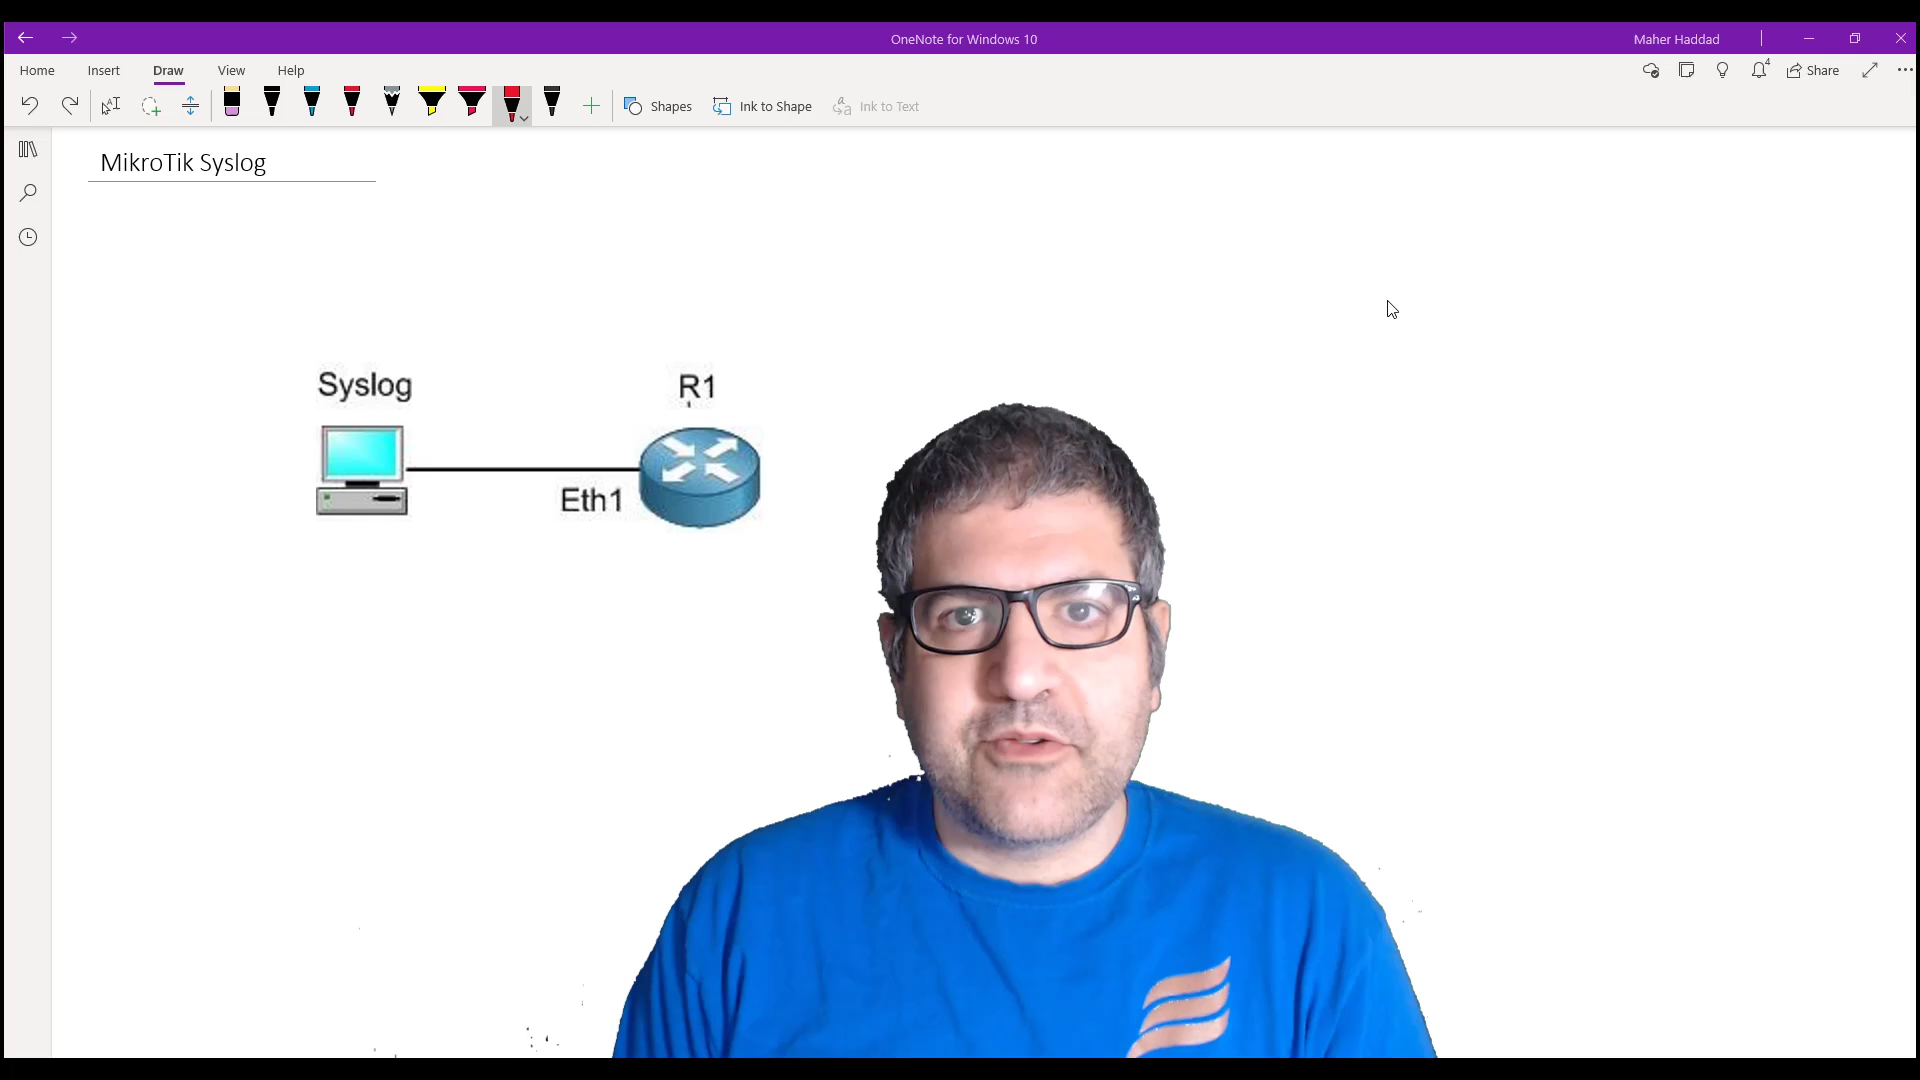 OneNote for Windows 10
Maher Haddad
Home Insert Draw View Help
4
Share
Shapes
Ink to Shape
Ink to Text
MikroTik Syslog
Syslog
R1
Eth1